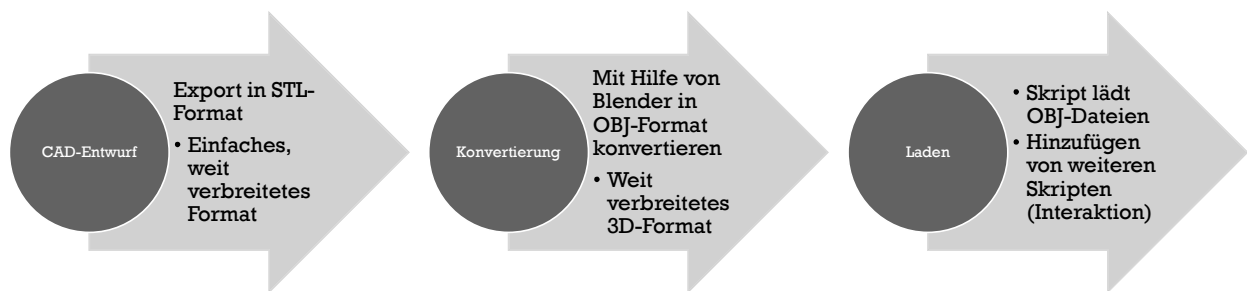 CAD-Entwurf
Export in STL-
Format
• Einfaches,
weit
verbreitetes
Format
Konvertierung
Mit Hilfe von
Blender in
OBJ-Format
konvertieren
• Weit
verbreitetes
3D-Format
Laden
• Skript lädt
OBJ-Dateien
• Hinzufügen
von weiteren
Skripten
(Interaktion)